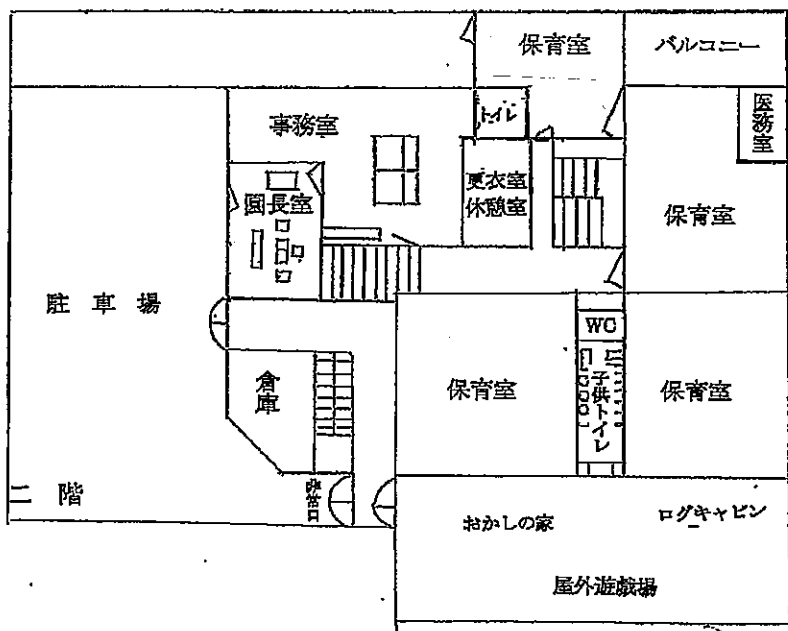 保育室
バルコニー
トイレ
医務室
事務室
更衣室
休憩室
園長室
保育室
駐車場
WC
倉庫
保育室
子供トイレ
保育室
二階
おかしの家
ログキャビン
屋外遊戯場